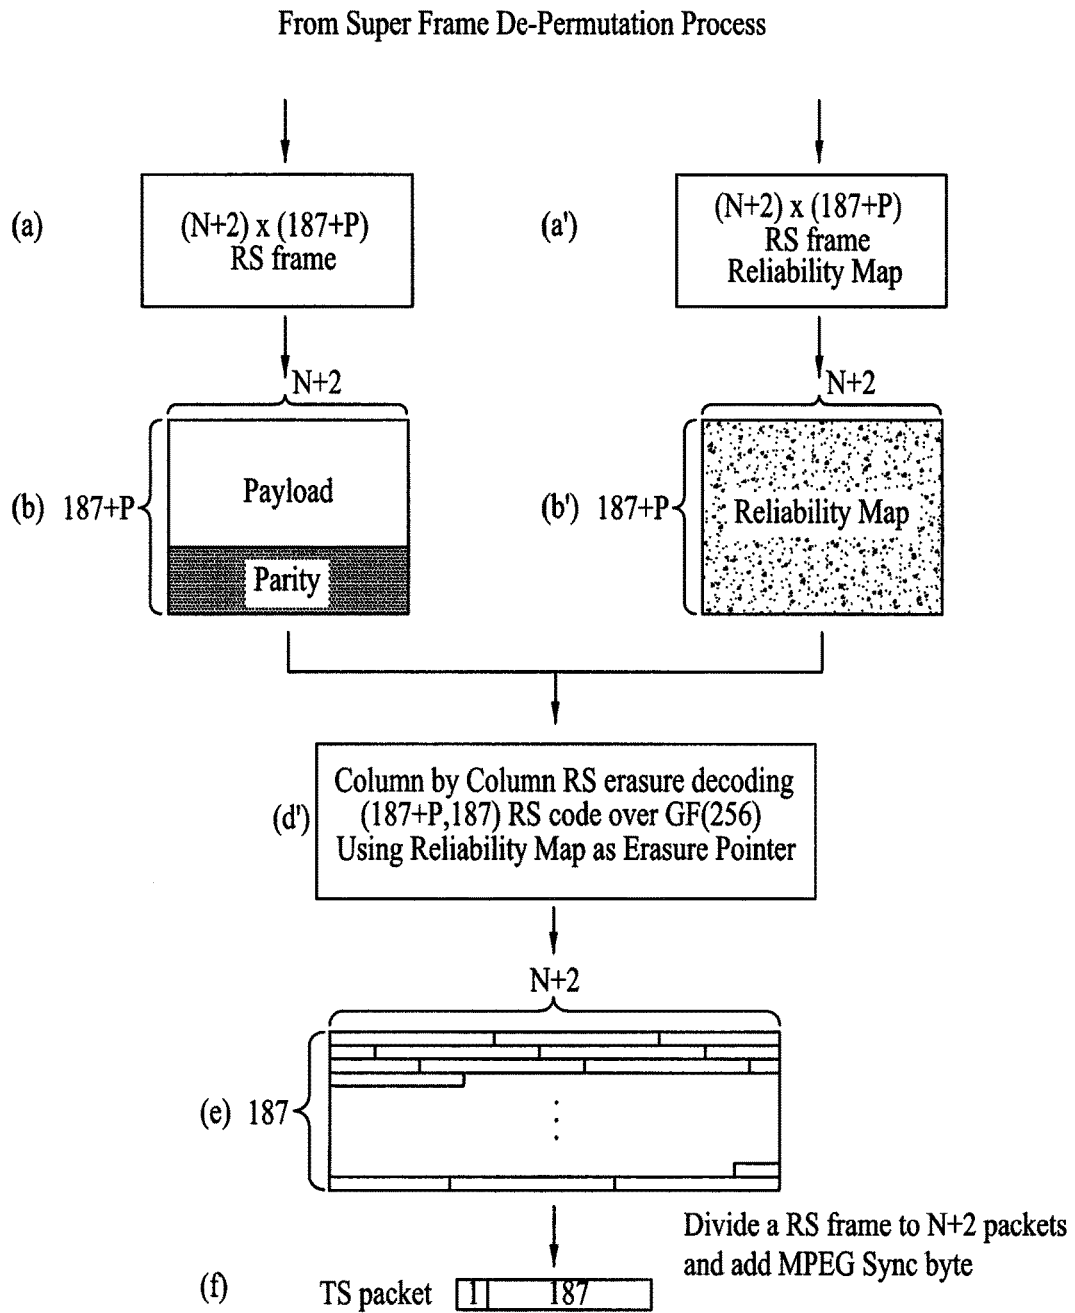 From Super Frame De-Permutation Process
(a)
(N+2) x (187+P)
RS frame
(a')
(N+2) x (187+P)
RS frame
Reliability Map
N+2
N+2
(b) 187+P
Payload
Parity
(b') 187+P
Reliability Map
(d')
Column by Column RS erasure decoding
(187+P,187) RS code over GF(256)
Using Reliability Map as Erasure Pointer
N+2
(e) 187
Divide a RS frame to N+2 packets
and add MPEG Sync byte
(f)
TS packet
1
187